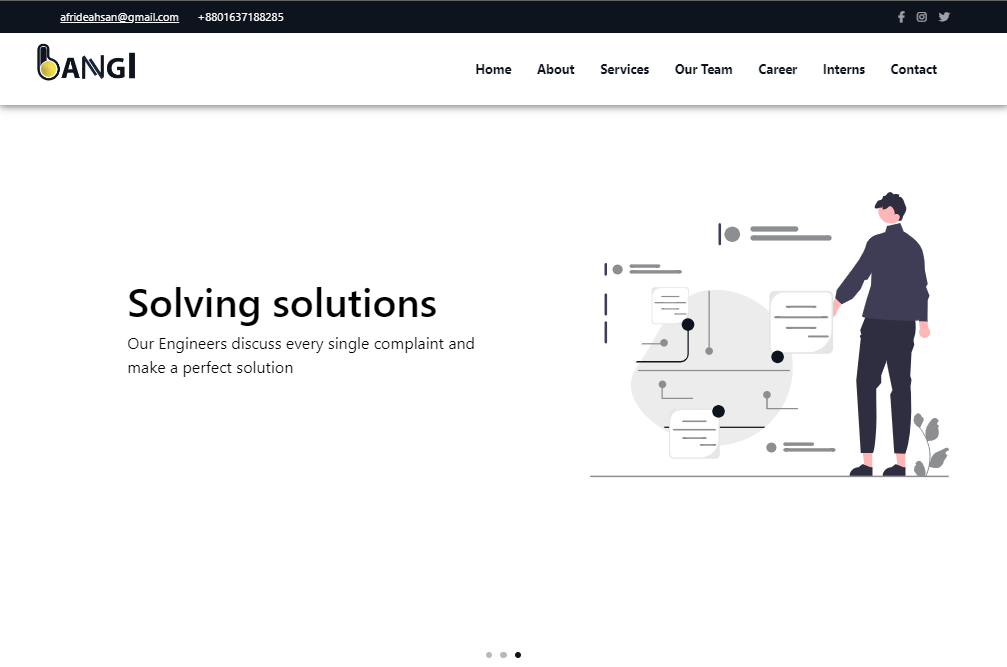 afrideahsan@gmail.com +8801637188285
bANGI
Home About Services Our Team Career Interns Contact
Solving solutions
Our Engineers discuss every single complaint and
make a perfect solution